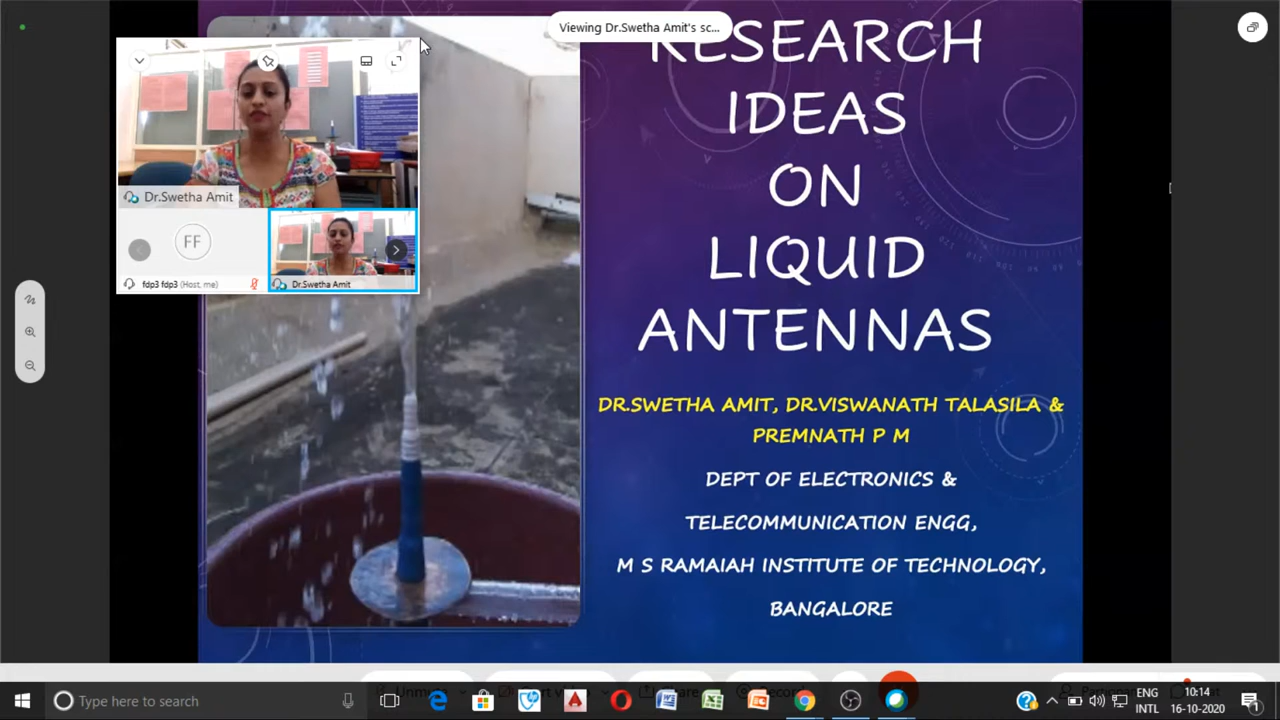 Viewing Dr.Swetha Amit's sc...
RESEARCH
IDEAS
ON
LIQUID
ANTENNAS
DR.SWETHA AMIT, DR.VISWANATH TALASILA &
PREMNATH P M
DEPT OF ELECTRONICS &
TELECOMMUNICATION ENGG,
M S RAMAIAH INSTITUTE OF TECHNOLOGY,
BANGALORE
Dr.Swetha Amit
FF
fdp3 fdp3 (Host, me)
Dr.Swetha Amit
Type here to search
ENG
INTL
10:14
16-10-2020